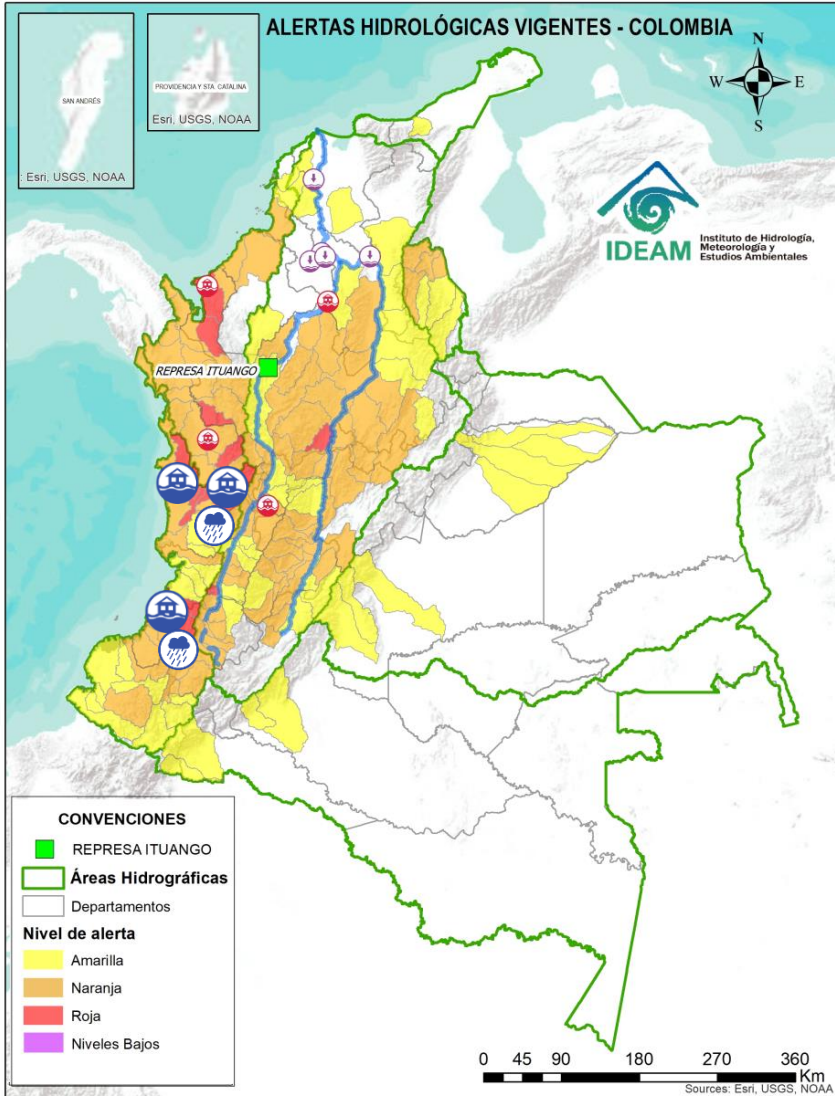 ALERTAS HIDROLÓGICAS VIGENTES - COLOMBIA
SAN ANDRÉS
: Esri, USGS, NOAA
PROVIDENCIA Y STA. CATALINA
Esri, USGS, NOAA
N
W
E
S
IDEAM
Instituto de Hidrología,
Meteorología y
Estudios Ambientales
REPRESA ITUANGO
CONVENCIONES
REPRESA ITUANGO
Áreas Hidrográficas
Departamentos
Nivel de alerta
Amarilla
Naranja
Roja
Niveles Bajos
0 45 90 180 270 360
Km
Sources: Esri, USGS, NOAA